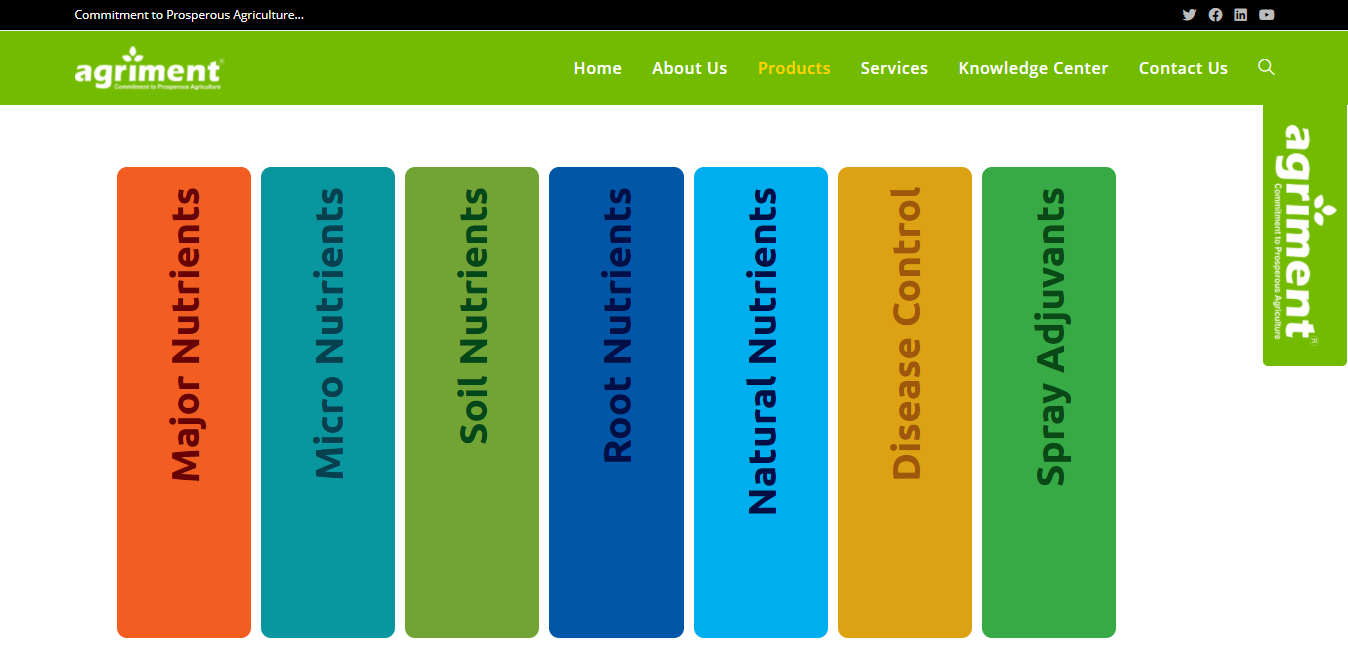 Commitment to Prosperous Agriculture...
agriment®
Commitment to Prosperous Agriculture
Home About Us Products Services Knowledge Center Contact Us
Major Nutrients
Micro Nutrients
Soil Nutrients
Root Nutrients
Natural Nutrients
Disease Control
Spray Adjuvants
agriment®
Commitment to Prosperous Agriculture